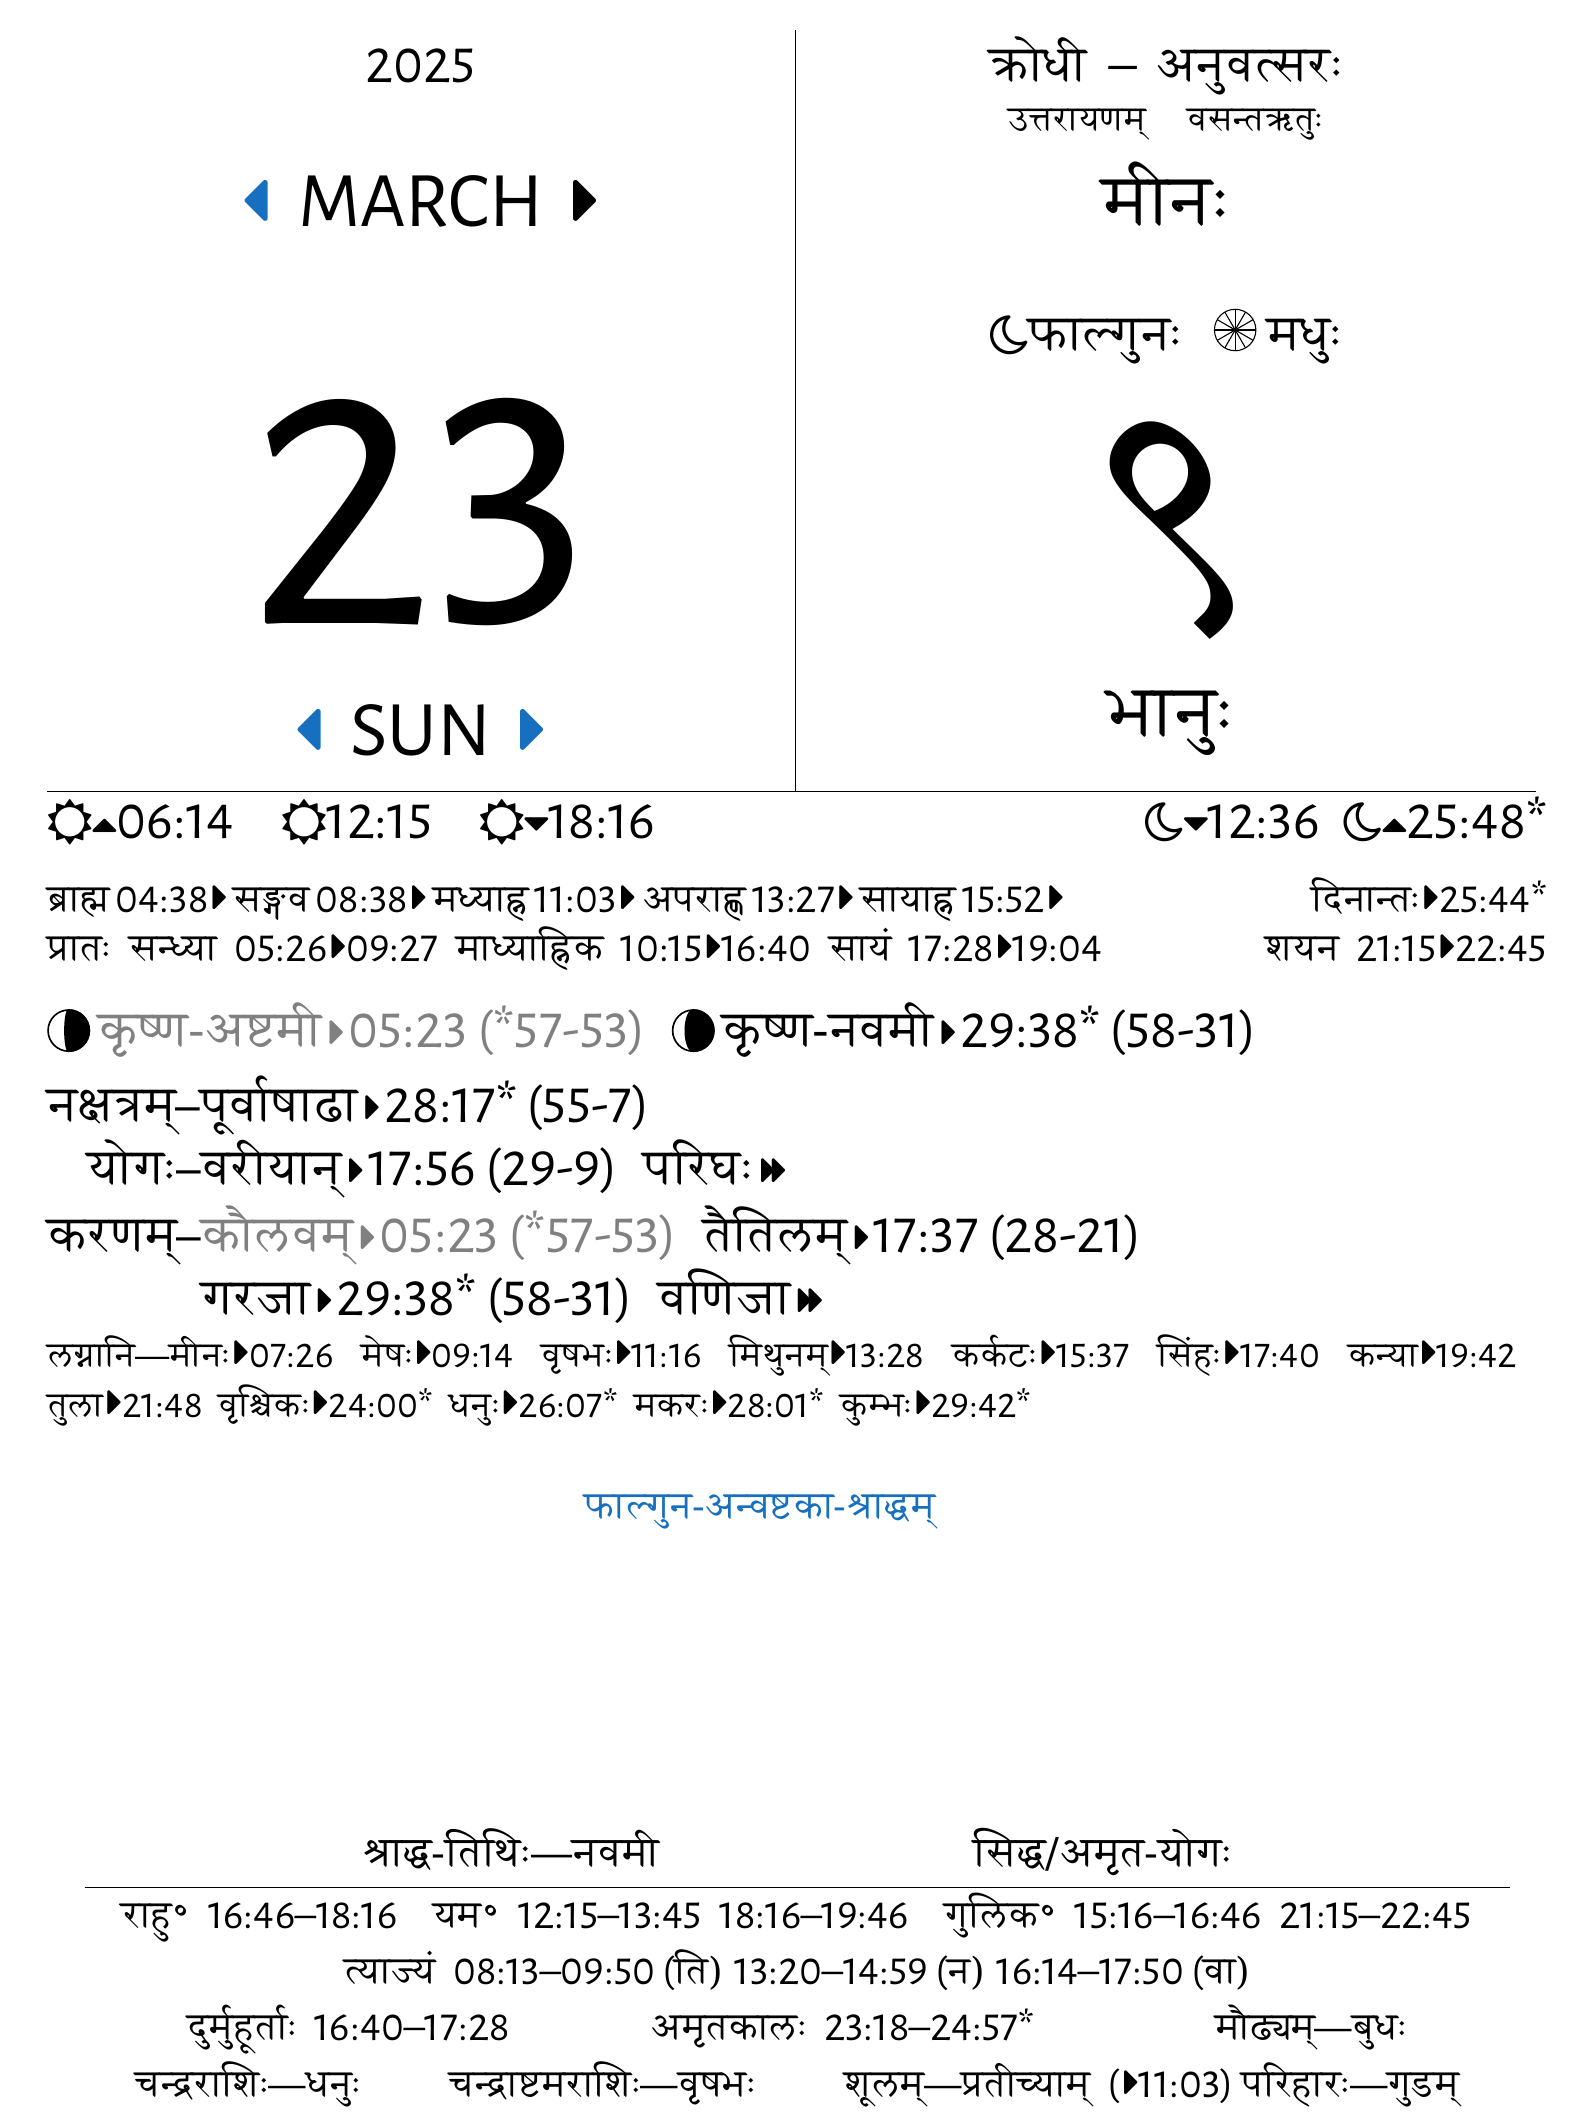 2025
MARCH
23
SUN
क्रोधी – अनुवत्सरः
उत्तरायणम् वसन्तऋतुः
मीनः
फाल्गुनः मधुः
९
भानुः
06:14 12:15 18:16 12:36 25:48*
ब्राह्म 04:38 सङ्गव 08:38 मध्याह्न 11:03 अपराह्ण 13:27 सायाह्न 15:52 दिनान्तः 25:44*
प्रातः सन्ध्या 05:26 09:27 माध्याह्निक 10:15 16:40 सायं 17:28 19:04 शयन 21:15 22:45
कृष्ण-अष्टमी 05:23 (*57-53) कृष्ण-नवमी 29:38* (58-31)
नक्षत्रम्–पूर्वाषाढा 28:17* (55-7)
योगः–वरीयान् 17:56 (29-9) परिघः
करणम्–कौलवम् 05:23 (*57-53) तैतिलम् 17:37 (28-21)
गरजा 29:38* (58-31) वणिजा
लग्नानि—मीनः 07:26 मेषः 09:14 वृषभः 11:16 मिथुनम् 13:28 कर्कटः 15:37 सिंहः 17:40 कन्या 19:42
तुला 21:48 वृश्चिकः 24:00* धनुः 26:07* मकरः 28:01* कुम्भः 29:42*
फाल्गुन-अन्वष्टका-श्राद्धम्
श्राद्ध-तिथिः—नवमी सिद्ध/अमृत-योगः
राहु॰ 16:46–18:16 यम॰ 12:15–13:45 18:16–19:46 गुलिक॰ 15:16–16:46 21:15–22:45
त्याज्यं 08:13–09:50 (ति) 13:20–14:59 (न) 16:14–17:50 (वा)
दुर्मुहूर्ताः 16:40–17:28 अमृतकालः 23:18–24:57* मौढ्यम्—बुधः
चन्द्रराशिः—धनुः चन्द्राष्टमराशिः—वृषभः शूलम्—प्रतीच्याम् (11:03) परिहारः—गुडम्